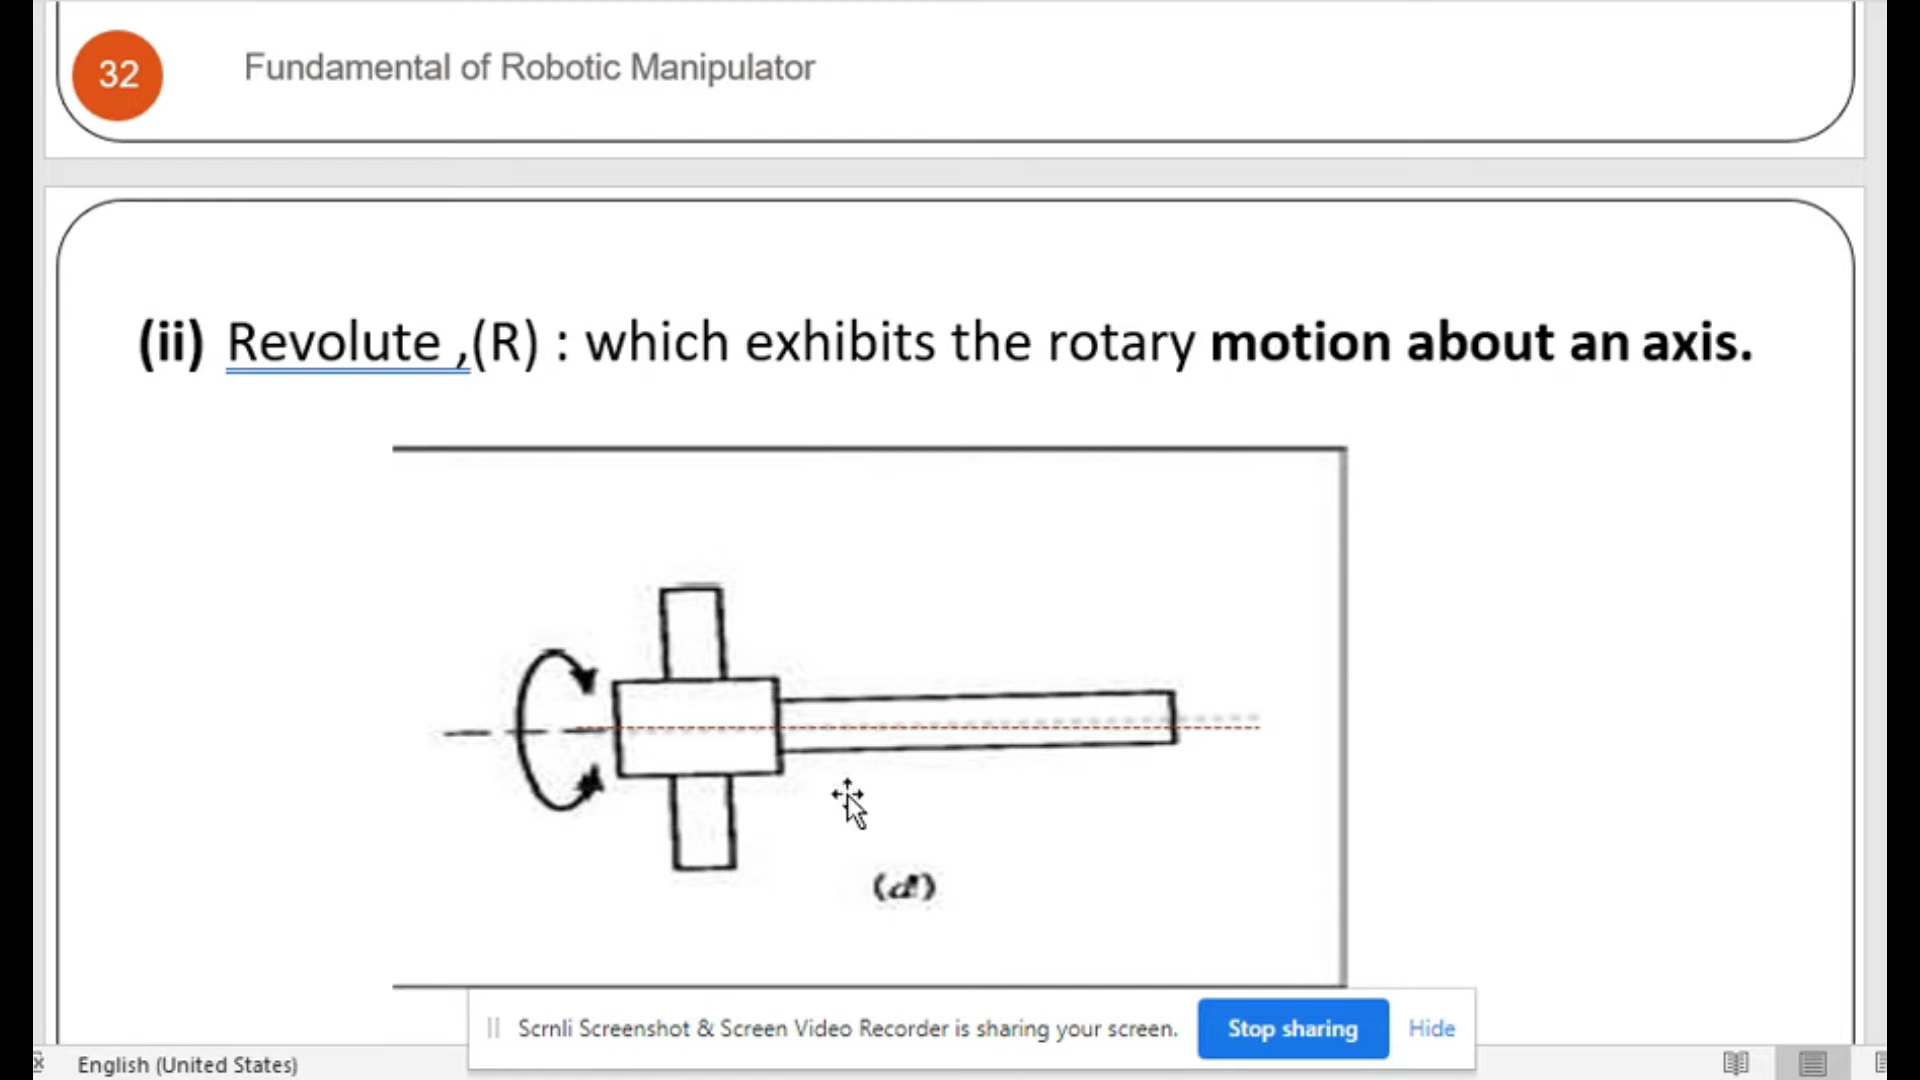 32
Fundamental of Robotic Manipulator
(ii) Revolute ,(R) : which exhibits the rotary motion about an axis.
(d)
Scrnli Screenshot & Screen Video Recorder is sharing your screen.
Stop sharing
Hide
English (United States)